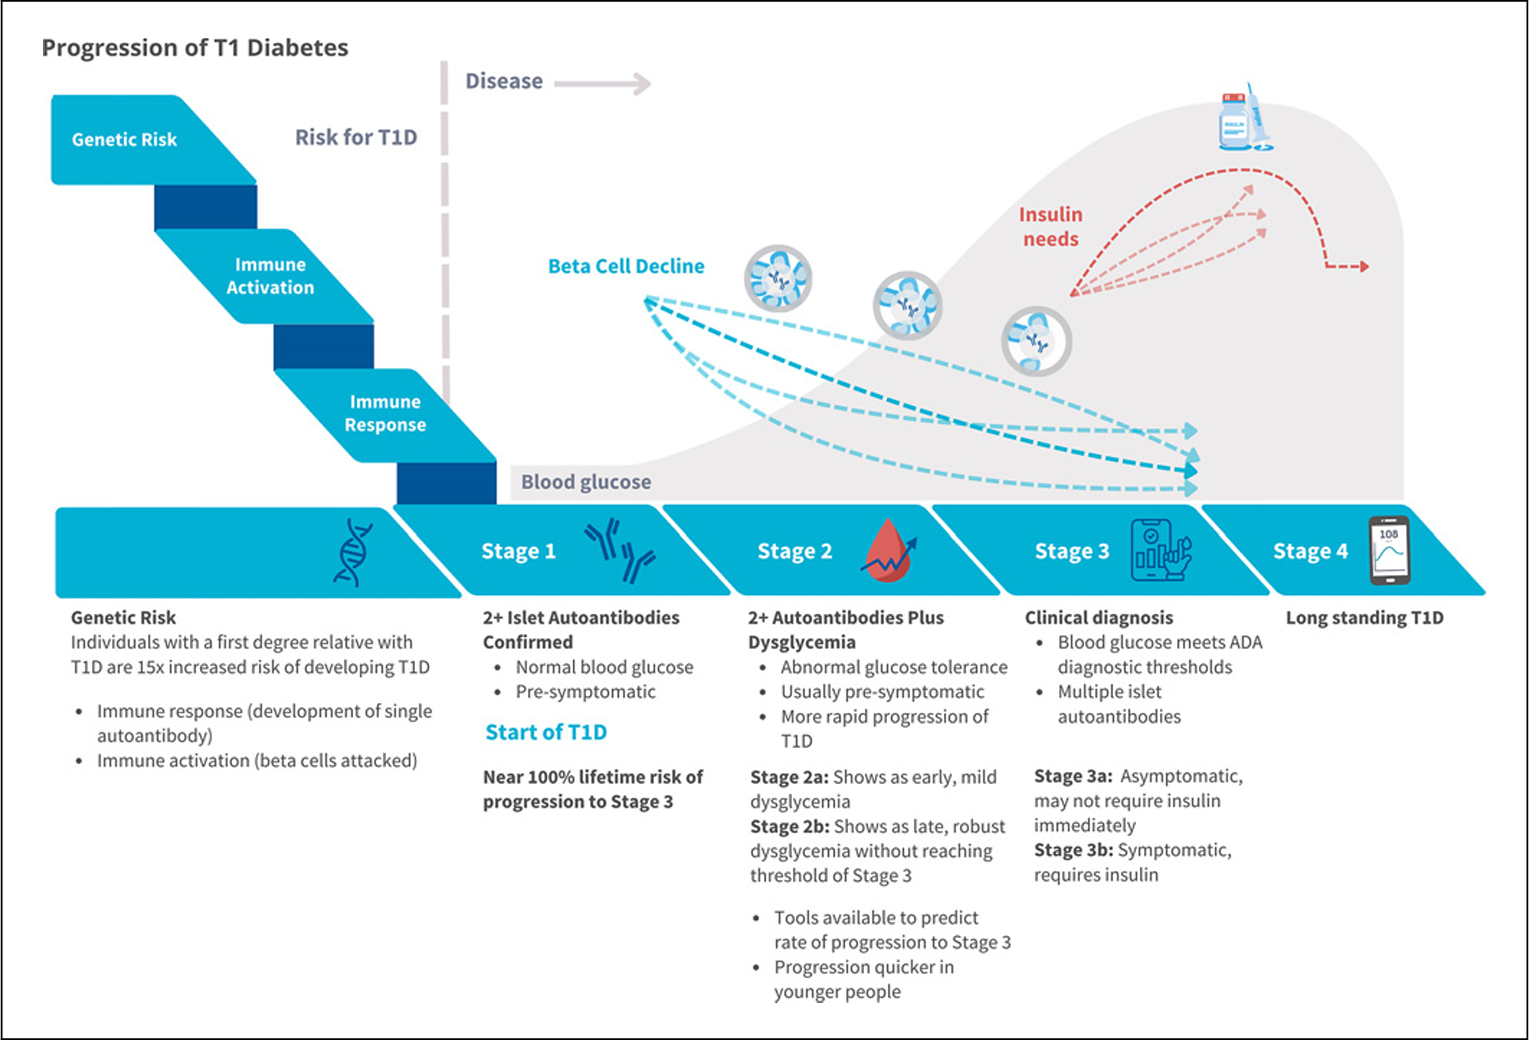 Progression of T1 Diabetes
Disease
Genetic Risk
Risk for T1D
INSULIN
Insulin
needs
Immune
Activation
Beta Cell Decline
Immune
Response
Blood glucose
Stage 1
Stage 2
Stage 3
Stage 4
108
Genetic Risk
Individuals with a first degree relative with
T1D are 15x increased risk of developing T1D
• Immune response (development of single
autoantibody)
• Immune activation (beta cells attacked)
2+ Islet Autoantibodies
Confirmed
• Normal blood glucose
• Pre-symptomatic
Start of T1D
Near 100% lifetime risk of
progression to Stage 3
2+ Autoantibodies Plus
Dysglycemia
• Abnormal glucose tolerance
• Usually pre-symptomatic
• More rapid progression of
T1D
Stage 2a: Shows as early, mild
dysglycemia
Stage 2b: Shows as late, robust
dysglycemia without reaching
threshold of Stage 3
• Tools available to predict
rate of progression to Stage 3
• Progression quicker in
younger people
Clinical diagnosis
• Blood glucose meets ADA
diagnostic thresholds
• Multiple islet
autoantibodies
Stage 3a: Asymptomatic,
may not require insulin
immediately
Stage 3b: Symptomatic,
requires insulin
Long standing T1D